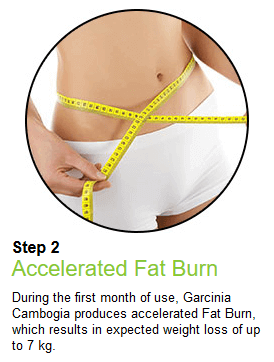 Step 2
Accelerated Fat Burn
During the first month of use, Garcinia
Cambogia produces accelerated Fat Burn,
which results in expected weight loss of up
to 7 kg.